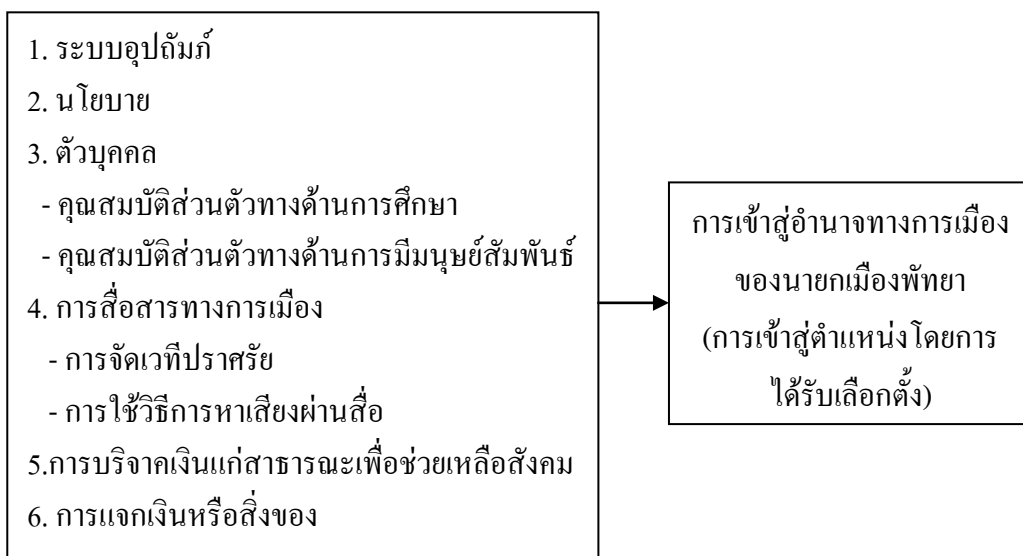 1. ระบบอุปถัมภ์
2. นโยบาย
3. ตัวบุคคล
- คุณสมบัติส่วนตัวทางด้านการศึกษา
- คุณสมบัติส่วนตัวทางด้านการมีมนุษย์สัมพันธ์
4. การสื่อสารทางการเมือง
- การจัดเวทีปราศรัย
- การใช้วิธีการหาเสียงผ่านสื่อ
5.การบริจาคเงินแก่สาธารณะเพื่อช่วยเหลือสังคม
6. การแจกเงินหรือสิ่งของ
การเข้าสู่อำนาจทางการเมือง
ของนายกเมืองพัทยา
(การเข้าสู่ตำแหน่งโดยการ
ได้รับเลือกตั้ง)